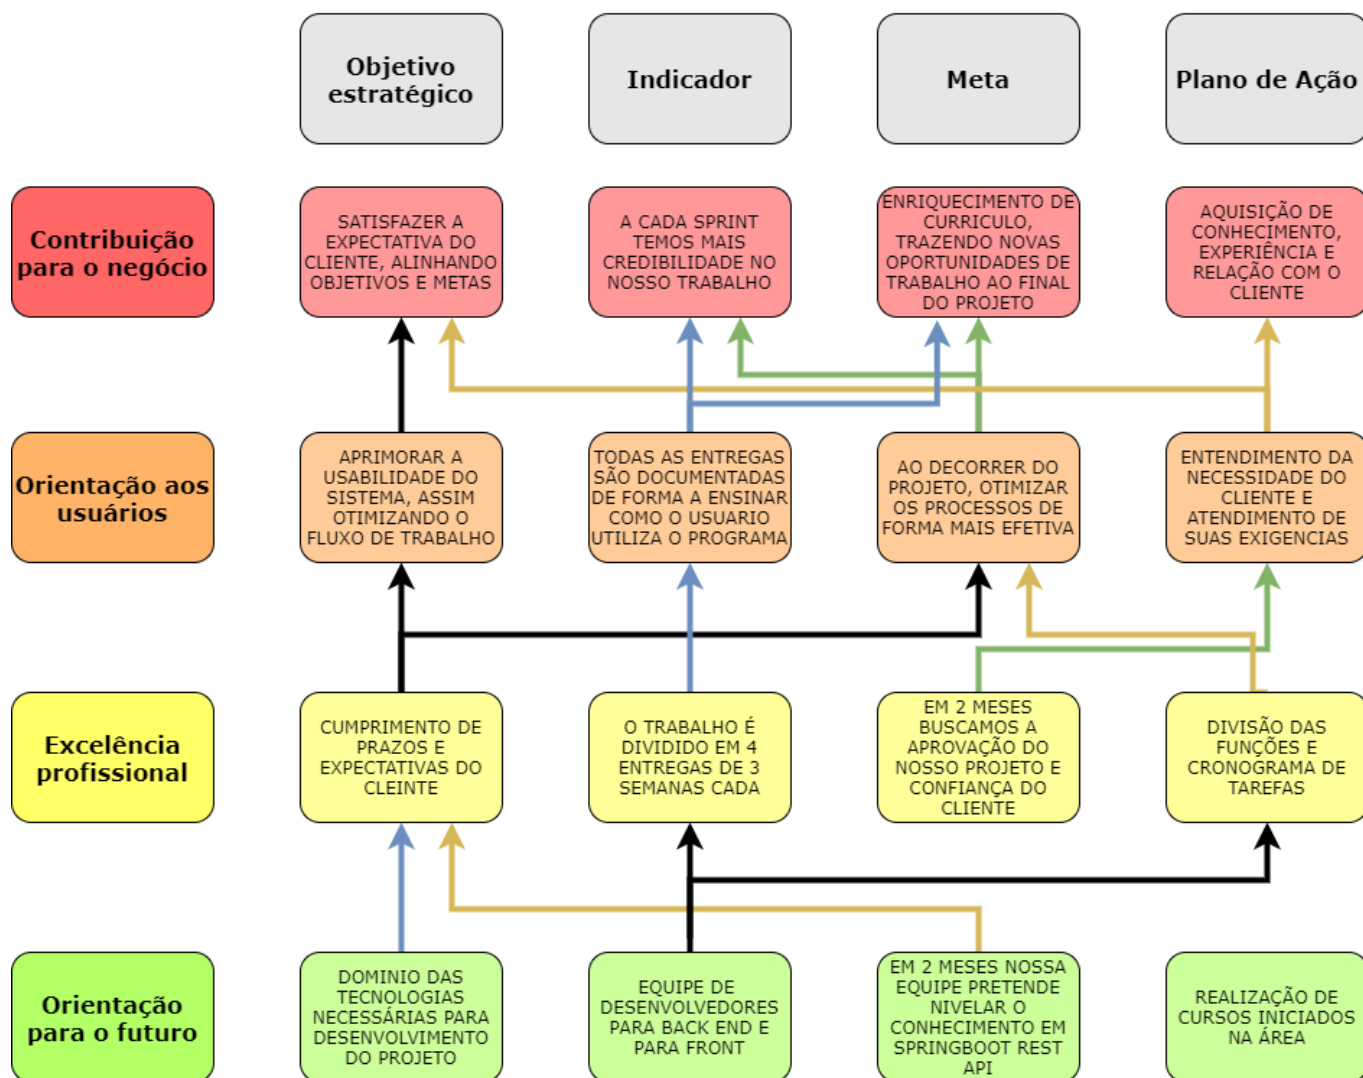 Objetivo
estratégico
Indicador
Meta
Plano de Ação
Contribuição
para o negócio
SATISFAZER A
EXPECTATIVA DO
CLIENTE, ALINHANDO
OBJETIVOS E METAS
A CADA SPRINT
TEMOS MAIS
CREDIBILIDADE NO
NOSSO TRABALHO
ENRIQUECIMENTO DE
CURRICULO,
TRAZENDO NOVAS
OPORTUNIDADES DE
TRABALHO AO FINAL
DO PROJETO
AQUISIÇÃO DE
CONHECIMENTO,
EXPERIÊNCIA E
RELAÇÃO COM O
CLIENTE
Orientação aos
usuários
APRIMORAR A
USABILIDADE DO
SISTEMA, ASSIM
OTIMIZANDO O
FLUXO DE TRABALHO
TODAS AS ENTREGAS
SÃO DOCUMENTADAS
DE FORMA A ENSINAR
COMO O USUARIO
UTILIZA O PROGRAMA
AO DECORRER DO
PROJETO, OTIMIZAR
OS PROCESSOS DE
FORMA MAIS EFETIVA
ENTENDIMENTO DA
NECESSIDADE DO
CLIENTE E
ATENDIMENTO DE
SUAS EXIGENCIAS
Excelência
profissional
CUMPRIMENTO DE
PRAZOS E
EXPECTATIVAS DO
CLEINTE
O TRABALHO É
DIVIDIDO EM 4
ENTREGAS DE 3
SEMANAS CADA
EM 2 MESES
BUSCAMOS A
APROVAÇÃO DO
NOSSO PROJETO E
CONFIANÇA DO
CLIENTE
DIVISÃO DAS
FUNÇÕES E
CRONOGRAMA DE
TAREFAS
Orientação
para o futuro
DOMINIO DAS
TECNOLOGIAS
NECESSÁRIAS PARA
DESENVOLVIMENTO
DO PROJETO
EQUIPE DE
DESENVOLVEDORES
PARA BACK END E
PARA FRONT
EM 2 MESES NOSSA
EQUIPE PRETENDE
NIVELAR O
CONHECIMENTO EM
SPRINGBOOT REST
API
REALIZAÇÃO DE
CURSOS INICIADOS
NA ÁREA